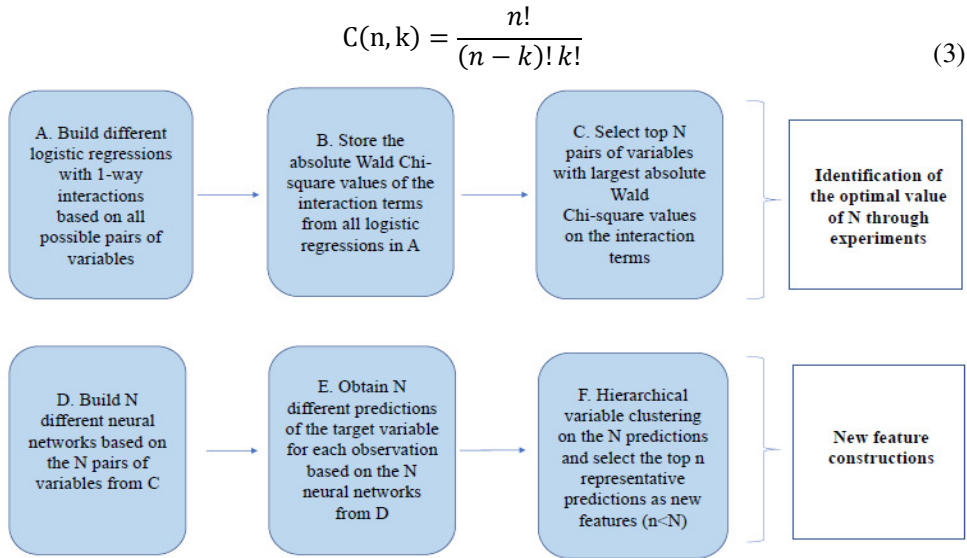 C(n, k) = n! / (n − k)! k!
(3)
A. Build different
logistic regressions
with 1-way
interactions
based on all
possible pairs of
variables
B. Store the
absolute Wald Chi-
square values of the
interaction terms
from all logistic
regressions in A
C. Select top N
pairs of variables
with largest absolute
Wald
Chi-square values
on the interaction
terms
Identification of
the optimal value
of N through
experiments
D. Build N
different neural
networks based on
the N pairs of
variables from C
E. Obtain N
different predictions
of the target variable
for each observation
based on the N
neural networks
from D
F. Hierarchical
variable clustering
on the N predictions
and select the top n
representative
predictions as new
features (n<N)
New feature
constructions